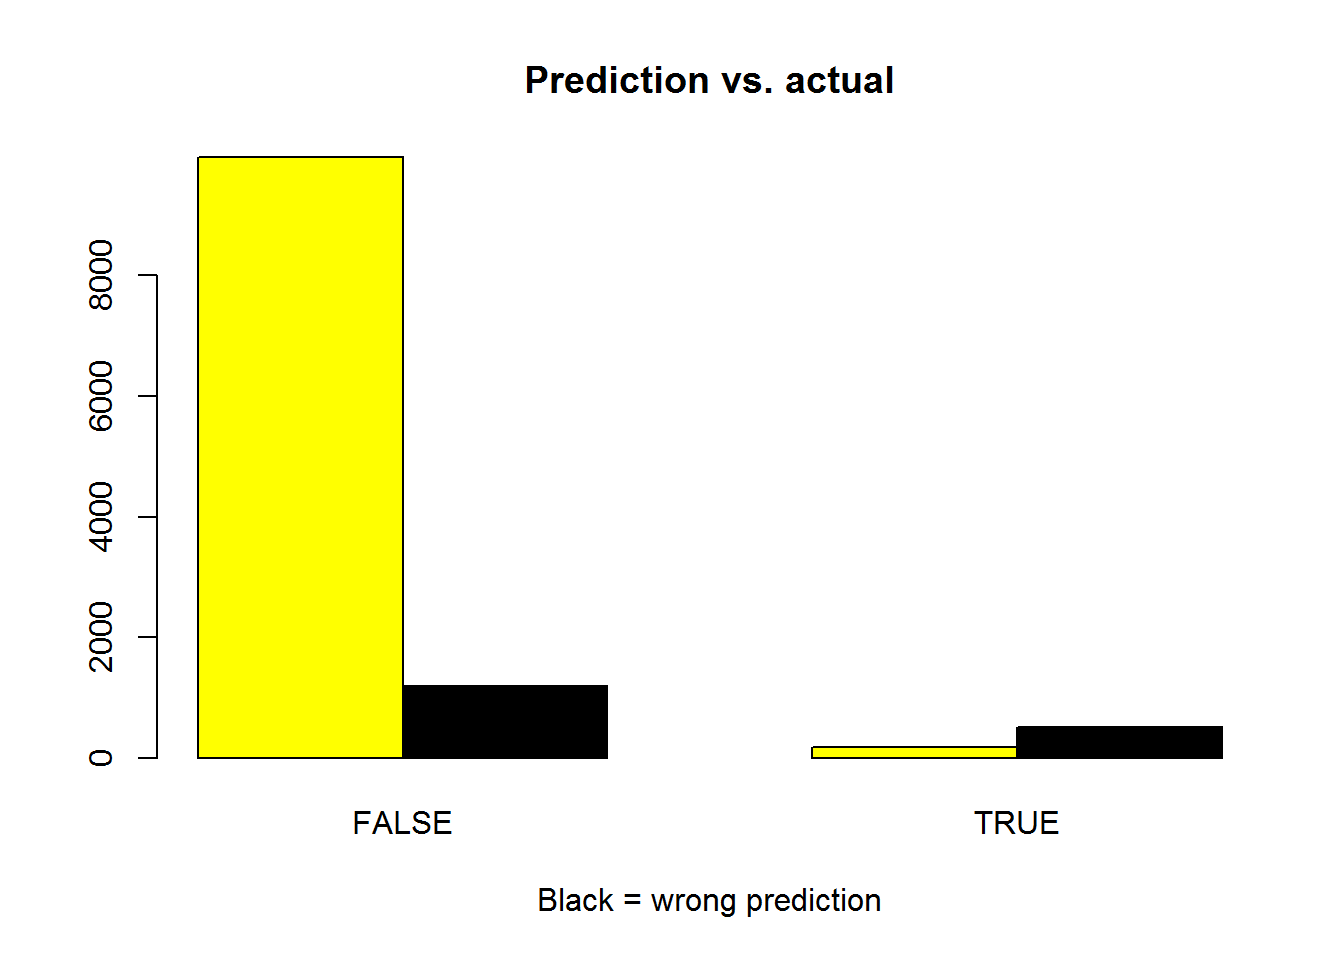 Prediction vs. actual
8000
6000
4000
2000
0
FALSE TRUE
Black = wrong prediction